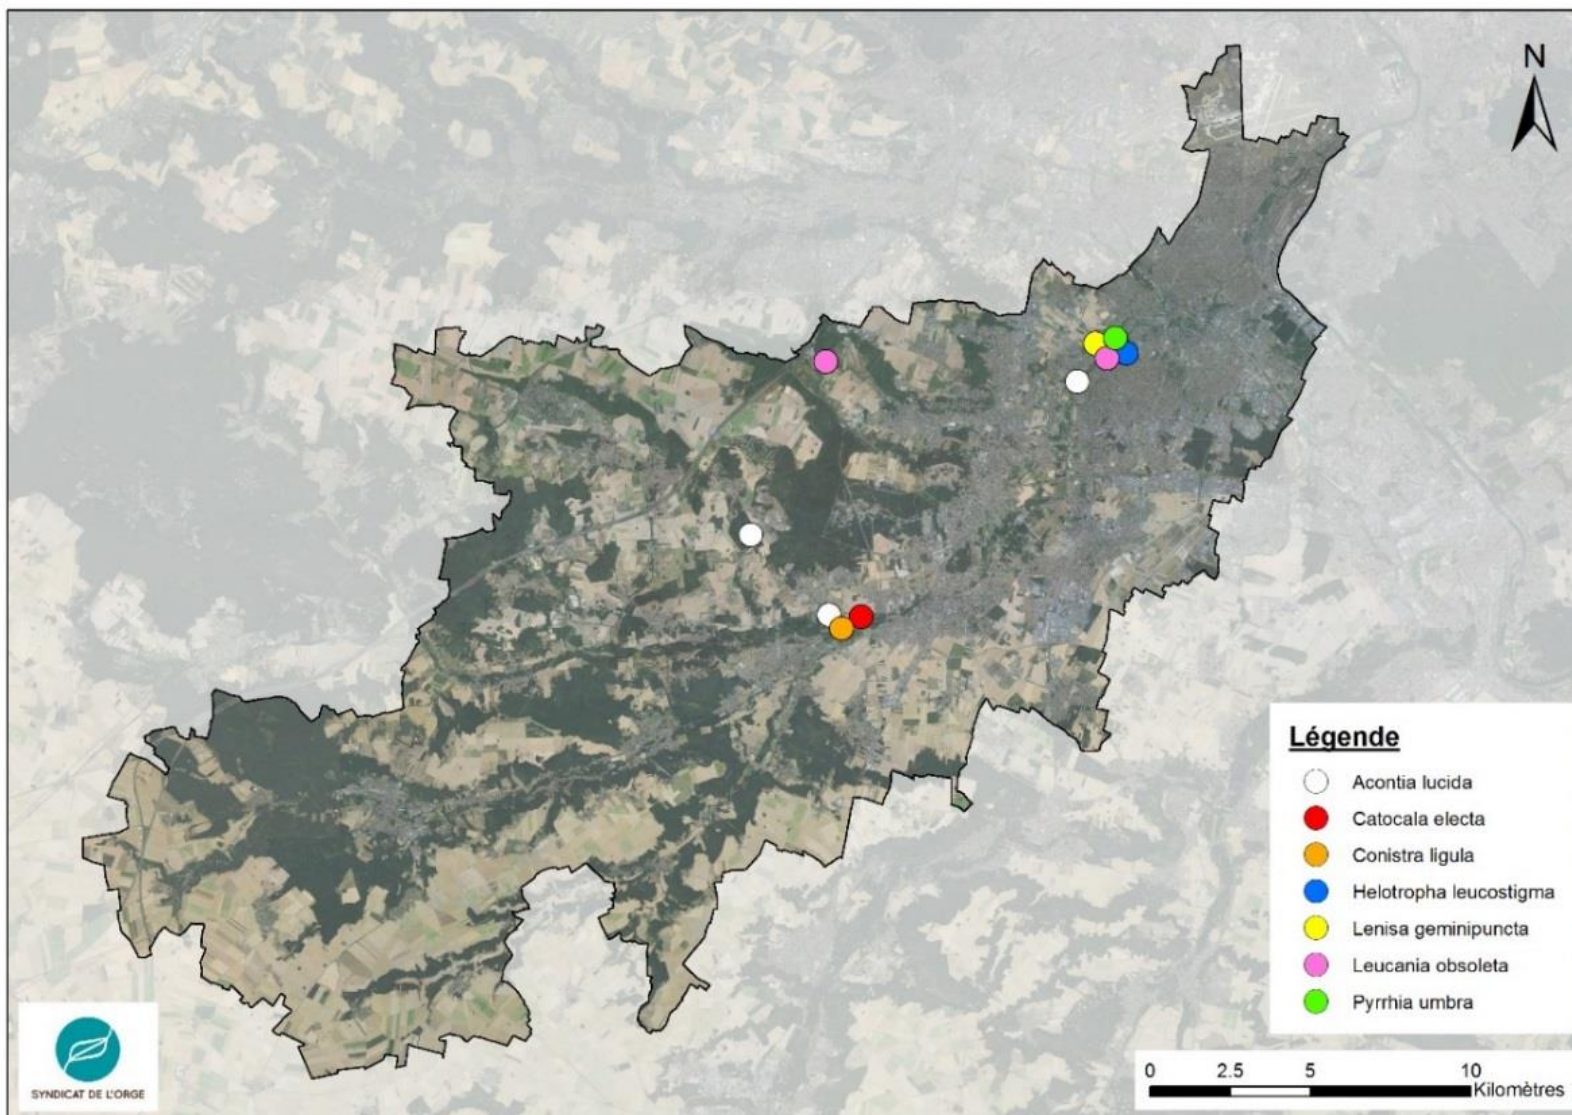 N
Légende
Acontia lucida
Catocala electa
Conistra ligula
Helotropha leucostigma
Lenisa geminipuncta
Leucania obsoleta
Pyrrhia umbra
0 2.5 5 10
Kilomètres
SYNDICAT DE L'ORGE